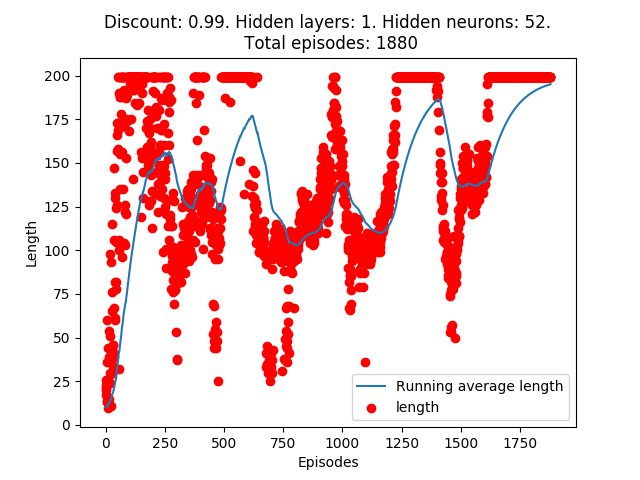 Discount: 0.99. Hidden layers: 1. Hidden neurons: 52.
Total episodes: 1880
200
175
150
125
100
75
50
25
0
Length
0
250
500
750
1000
1250
1500
1750
Episodes
Running average length
length